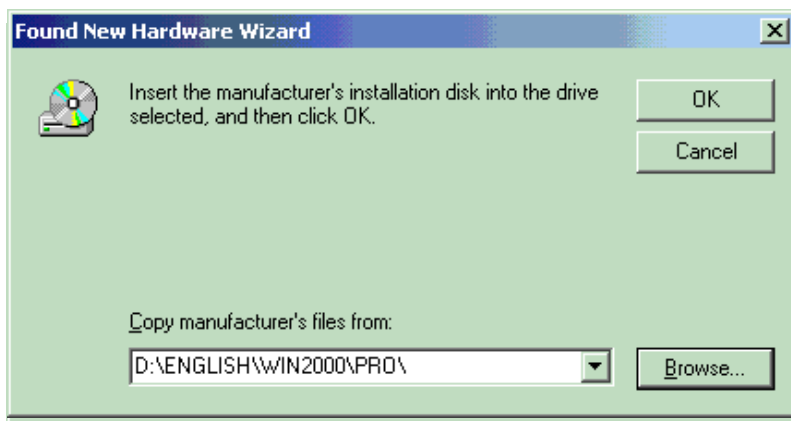 Found New Hardware Wizard
Insert the manufacturer's installation disk into the drive
selected, and then click OK.
OK
Cancel
Copy manufacturer's files from:
D:\ENGLISH\WIN2000\PRO\
Browse...